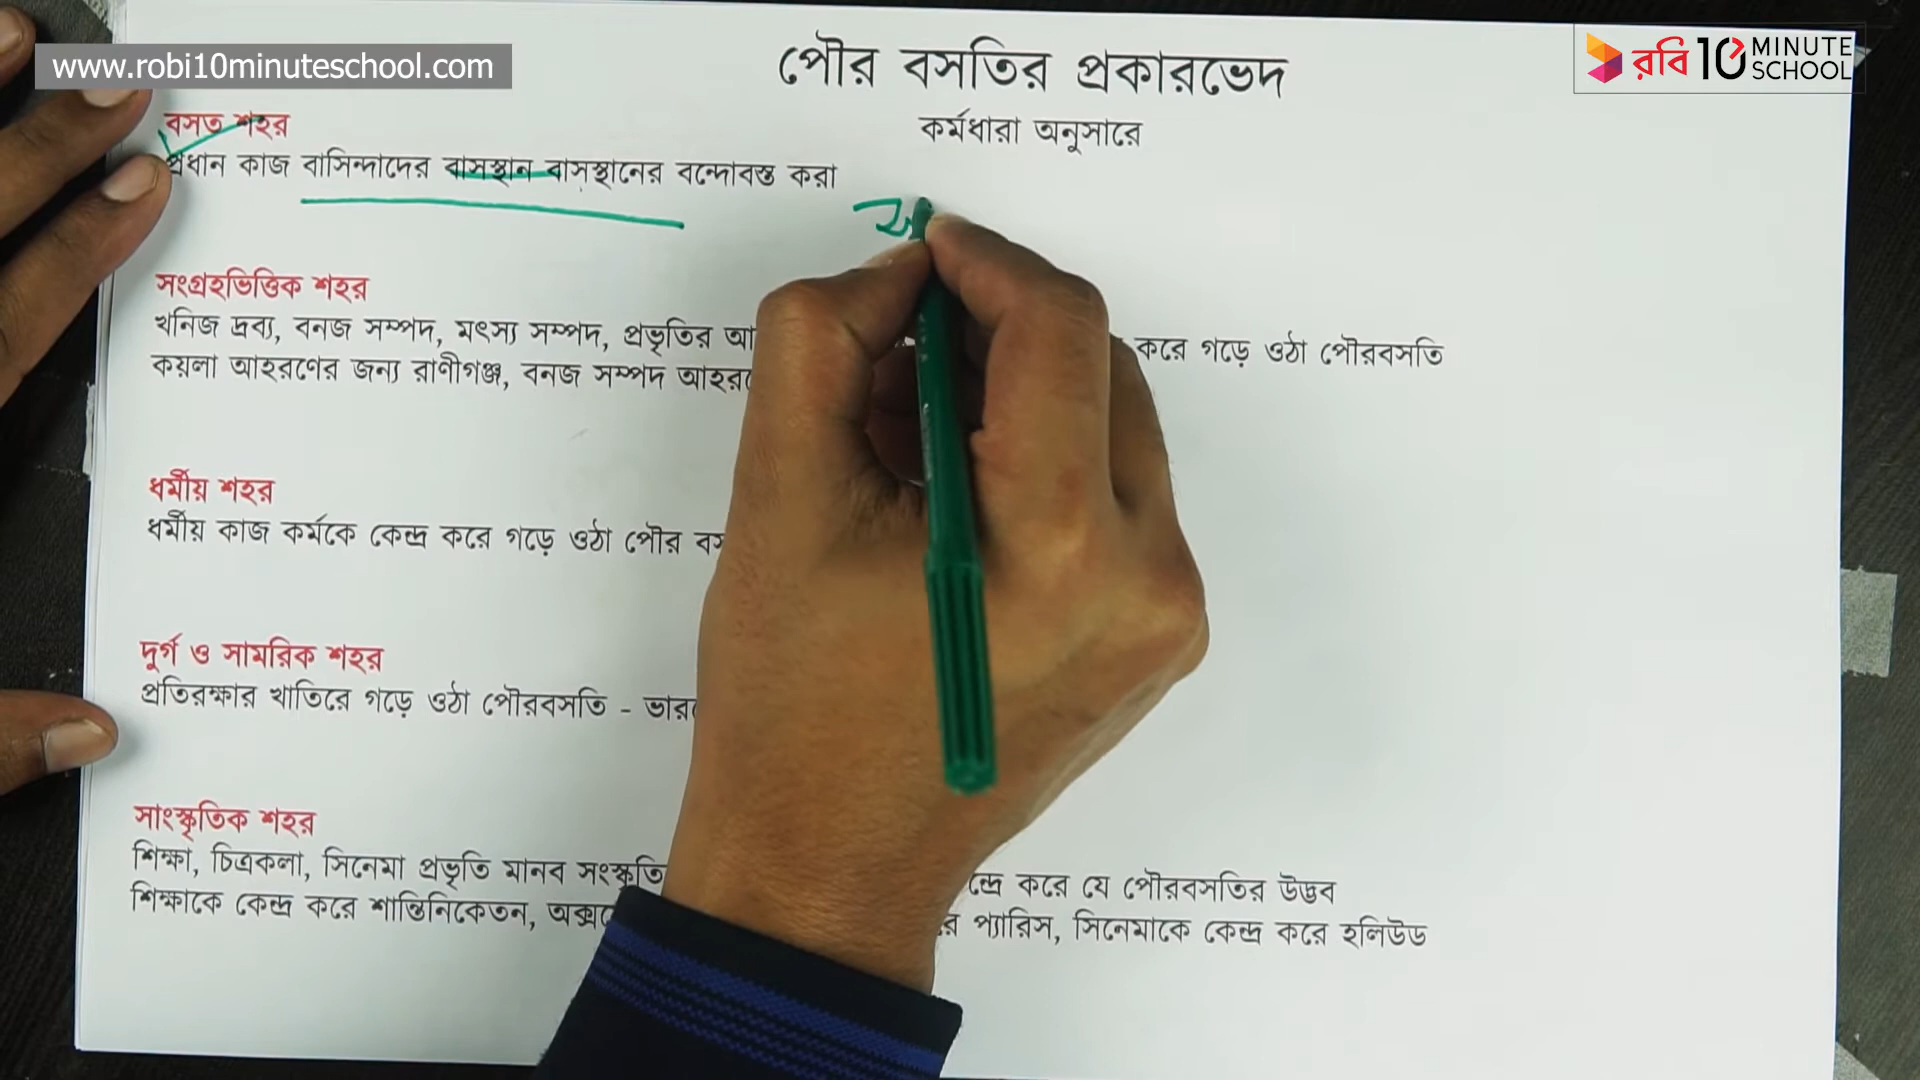 www.robi10minuteschool.com
রবি 10 MINUTE SCHOOL
পৌর বসতির প্রকারভেদ
কর্মধারা অনুসারে
বসত শহর
প্রধান কাজ বাসিন্দাদের বাসস্থান বাসস্থানের বন্দোবস্ত করা
সংগ্রহভিত্তিক শহর
খনিজ দ্রব্য, বনজ সম্পদ, মৎস্য সম্পদ, প্রভৃতির করে গড়ে ওঠা পৌরবসতি
কয়লা আহরণের জন্য রাণীগঞ্জ, বনজ সম্পদ
ধর্মীয় শহর
ধর্মীয় কাজ কর্মকে কেন্দ্র করে গড়ে ওঠা পৌর
দুর্গ ও সামরিক শহর
প্রতিরক্ষার খাতিরে গড়ে ওঠা পৌরবসতি -
সাংস্কৃতিক শহর
শিক্ষা, চিত্রকলা, সিনেমা প্রভৃতি মানব সংস্কৃতি করে যে পৌরবসতির উদ্ভব
শিক্ষাকে কেন্দ্র করে শান্তিনিকেতন, প্যারিস, সিনেমাকে কেন্দ্র করে হলিউড